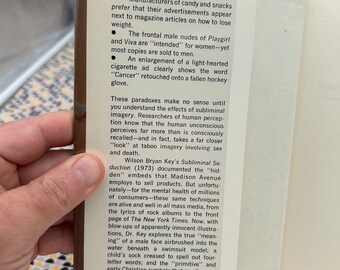 Manufacturers of candy and snacks
prefer that their advertisements appear
next to magazine articles on how to lose
weight.
● The frontal male nudes of Playgirl
and Viva are "intended" for women—yet
most copies are sold to men.
● An enlargement of a light-hearted
cigarette ad clearly shows the word
"Cancer" retouched onto a fallen hockey
glove.
These paradoxes make no sense until
you understand the effects of subliminal
imagery. Researchers of human percep-
tion know that the unconscious
perceives far more than is consciously
recalled—and in fact, takes a far closer
"look" at taboo imagery involving sex
and death.
Wilson Bryan Key's Subliminal Se-
duction (1973) documented the "hid-
den" embeds that Madison Avenue
employs to sell products. But unfortu-
nately—for the mental health of millions
of consumers—these same techniques
are alive and well in all mass media, from
the lyrics of rock albums to the front
page of The New York Times. Now, with
blow-ups of apparently innocent illustra-
tions, Dr. Key explores the true "mean-
ing" of a male face airbrushed into the
water beneath a swimsuit model; a
child's sock creased to spell out four-
letter words; and the "primitive" and
early Christian symbols that